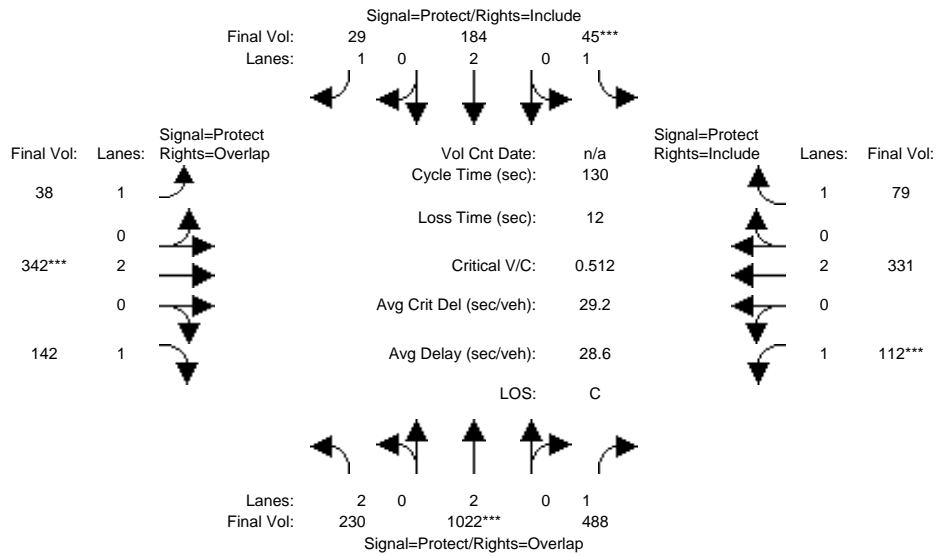 Signal=Protect/Rights=Include
Final Vol: 29 184 45***
Lanes: 1 0 2 0 1
Signal=Protect Signal=Protect
Final Vol: Lanes: Rights=Overlap Vol Cnt Date: n/a Rights=Include Lanes: Final Vol:
Cycle Time (sec): 130
38 1 1 79
Loss Time (sec): 12
0 0
342*** 2 Critical V/C: 0.512 2 331
0 Avg Crit Del (sec/veh): 29.2 0
142 1 Avg Delay (sec/veh): 28.6 1 112***
LOS: C
Lanes: 2 0 2 0 1
Final Vol: 230 1022*** 488
Signal=Protect/Rights=Overlap